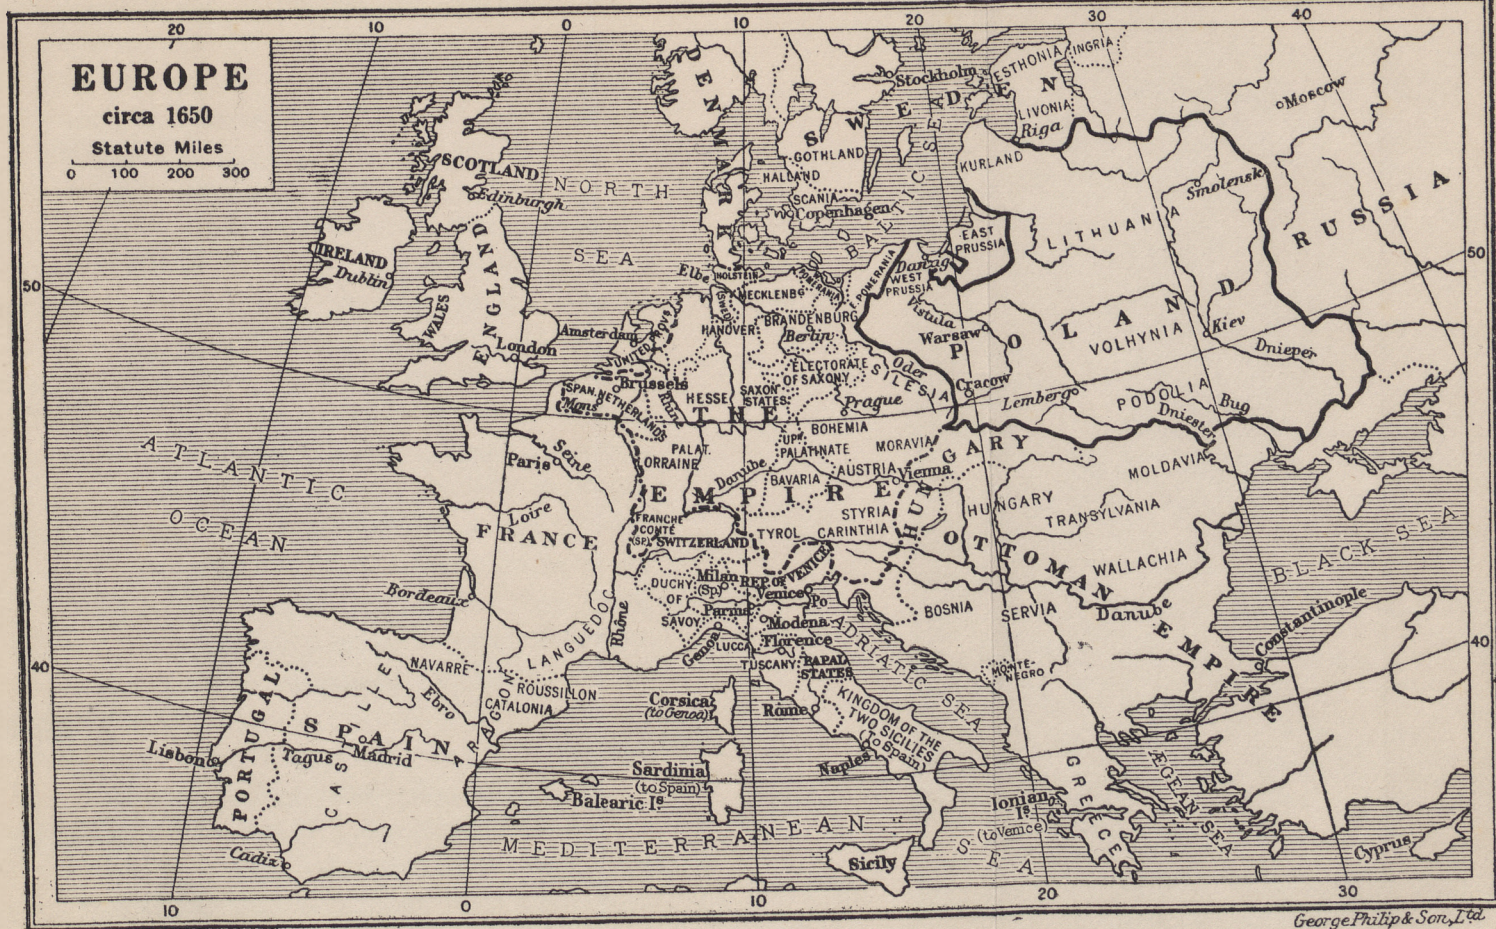 20
10
0
10
20
30
40
EUROPE
circa 1650
Statute Miles
0 100 200 300
DENMARK
Stockholm
SWEDEN
ESTHONIA
INGRIA
LIVONIA
Riga
Moscow
RUSSIA
SCOTLAND
Edinburgh
NORTH
SEA
GOTHLAND
HALLAND
SCANIA
Copenhagen
BALTIC SEA
KURLAND
Smolensk
LITHUANIA
EAST
PRUSSIA
IRELAND
Dublin
ENGLAND
WALES
London
Elbe
HOLSTEIN
POMERANIA
E. POMERANIA
Danzig
WEST
PRUSSIA
50
50
MECKLENBG
Amsterdam
UNITED PROVS
HANOVER
BRANDENBURG
Berlin
Vistula
Warsaw
POLAND
VOLHYNIA
Kiev
Dnieper
Brussels
SPAN. NETHERLANDS
Mons
Rhine
HESSE
SAXON
STATES
ELECTORATE
OF SAXONY
SILESIA
Oder
Cracow
Lemberg
PODOLIA
Bug
Dniester
Prague
THE
EMPIRE
BOHEMIA
ATLANTIC
OCEAN
Seine
Paris
PALAT.
ORRAINE
UPR
PALATINATE
MORAVIA
Danube
BAVARIA
AUSTRIA
Vienna
HUNGARY
HUNGARY
MOLDAVIA
TRANSYLVANIA
Loire
FRANCE
FRANCHE
COMTÉ
(SP.)
SWITZERLAND
TYROL
STYRIA
CARINTHIA
WALLACHIA
OTTOMAN
EMPIRE
BLACK SEA
Bordeaux
DUCHY
OF
SAVOY
Milan
(Sp)
REP. OF VENICE
Venice
Po
Parma
Modena
BOSNIA
SERVIA
Danube
Constantinople
LANGUEDOC
Rhône
Genoa
LUCCA
Florence
TUSCANY
PAPAL
STATES
ADRIATIC SEA
MONTE-
NEGRO
40
40
NAVARRE
ROUSSILLON
CATALONIA
ARAGON
Ebro
CASTILLE
SPAIN
PORTUGAL
Lisbon
Tagus
Madrid
Corsica
(to Genoa)
Rome
KINGDOM OF THE
TWO SICILIES
(To Spain)
Naples
Sardinia
(to Spain)
Balearic Is
Ionian
Is
(to Venice)
GREECE
ÆGEAN SEA
MEDITERRANEAN
SEA
Cadiz
Sicily
Cyprus
10
0
10
20
30
George Philip & Son, Ltd